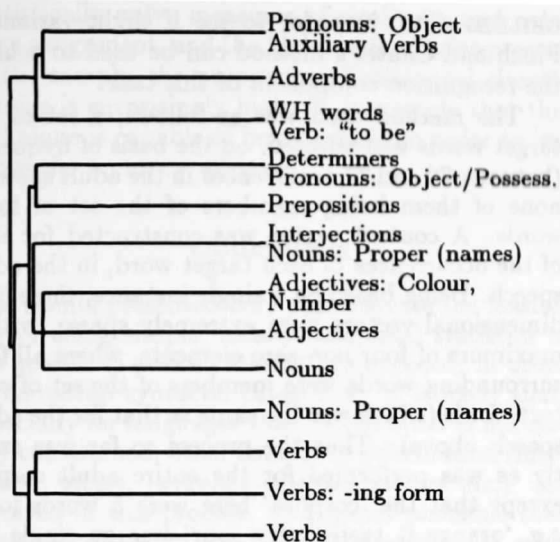 Pronouns: Object
Auxiliary Verbs
Adverbs
WH words
Verb: "to be"
Determiners
Pronouns: Object/Possess.
Prepositions
Interjections
Nouns: Proper (names)
Adjectives: Colour,
Number
Adjectives
Nouns
Nouns: Proper (names)
Verbs
Verbs: -ing form
Verbs